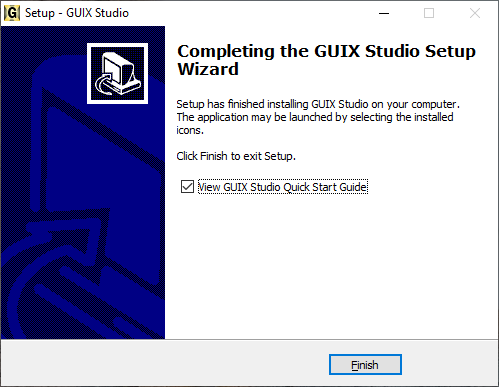 G Setup - GUIX Studio
Completing the GUIX Studio Setup
Wizard
Setup has finished installing GUIX Studio on your computer.
The application may be launched by selecting the installed
icons.
Click Finish to exit Setup.
View GUIX Studio Quick Start Guide
Finish